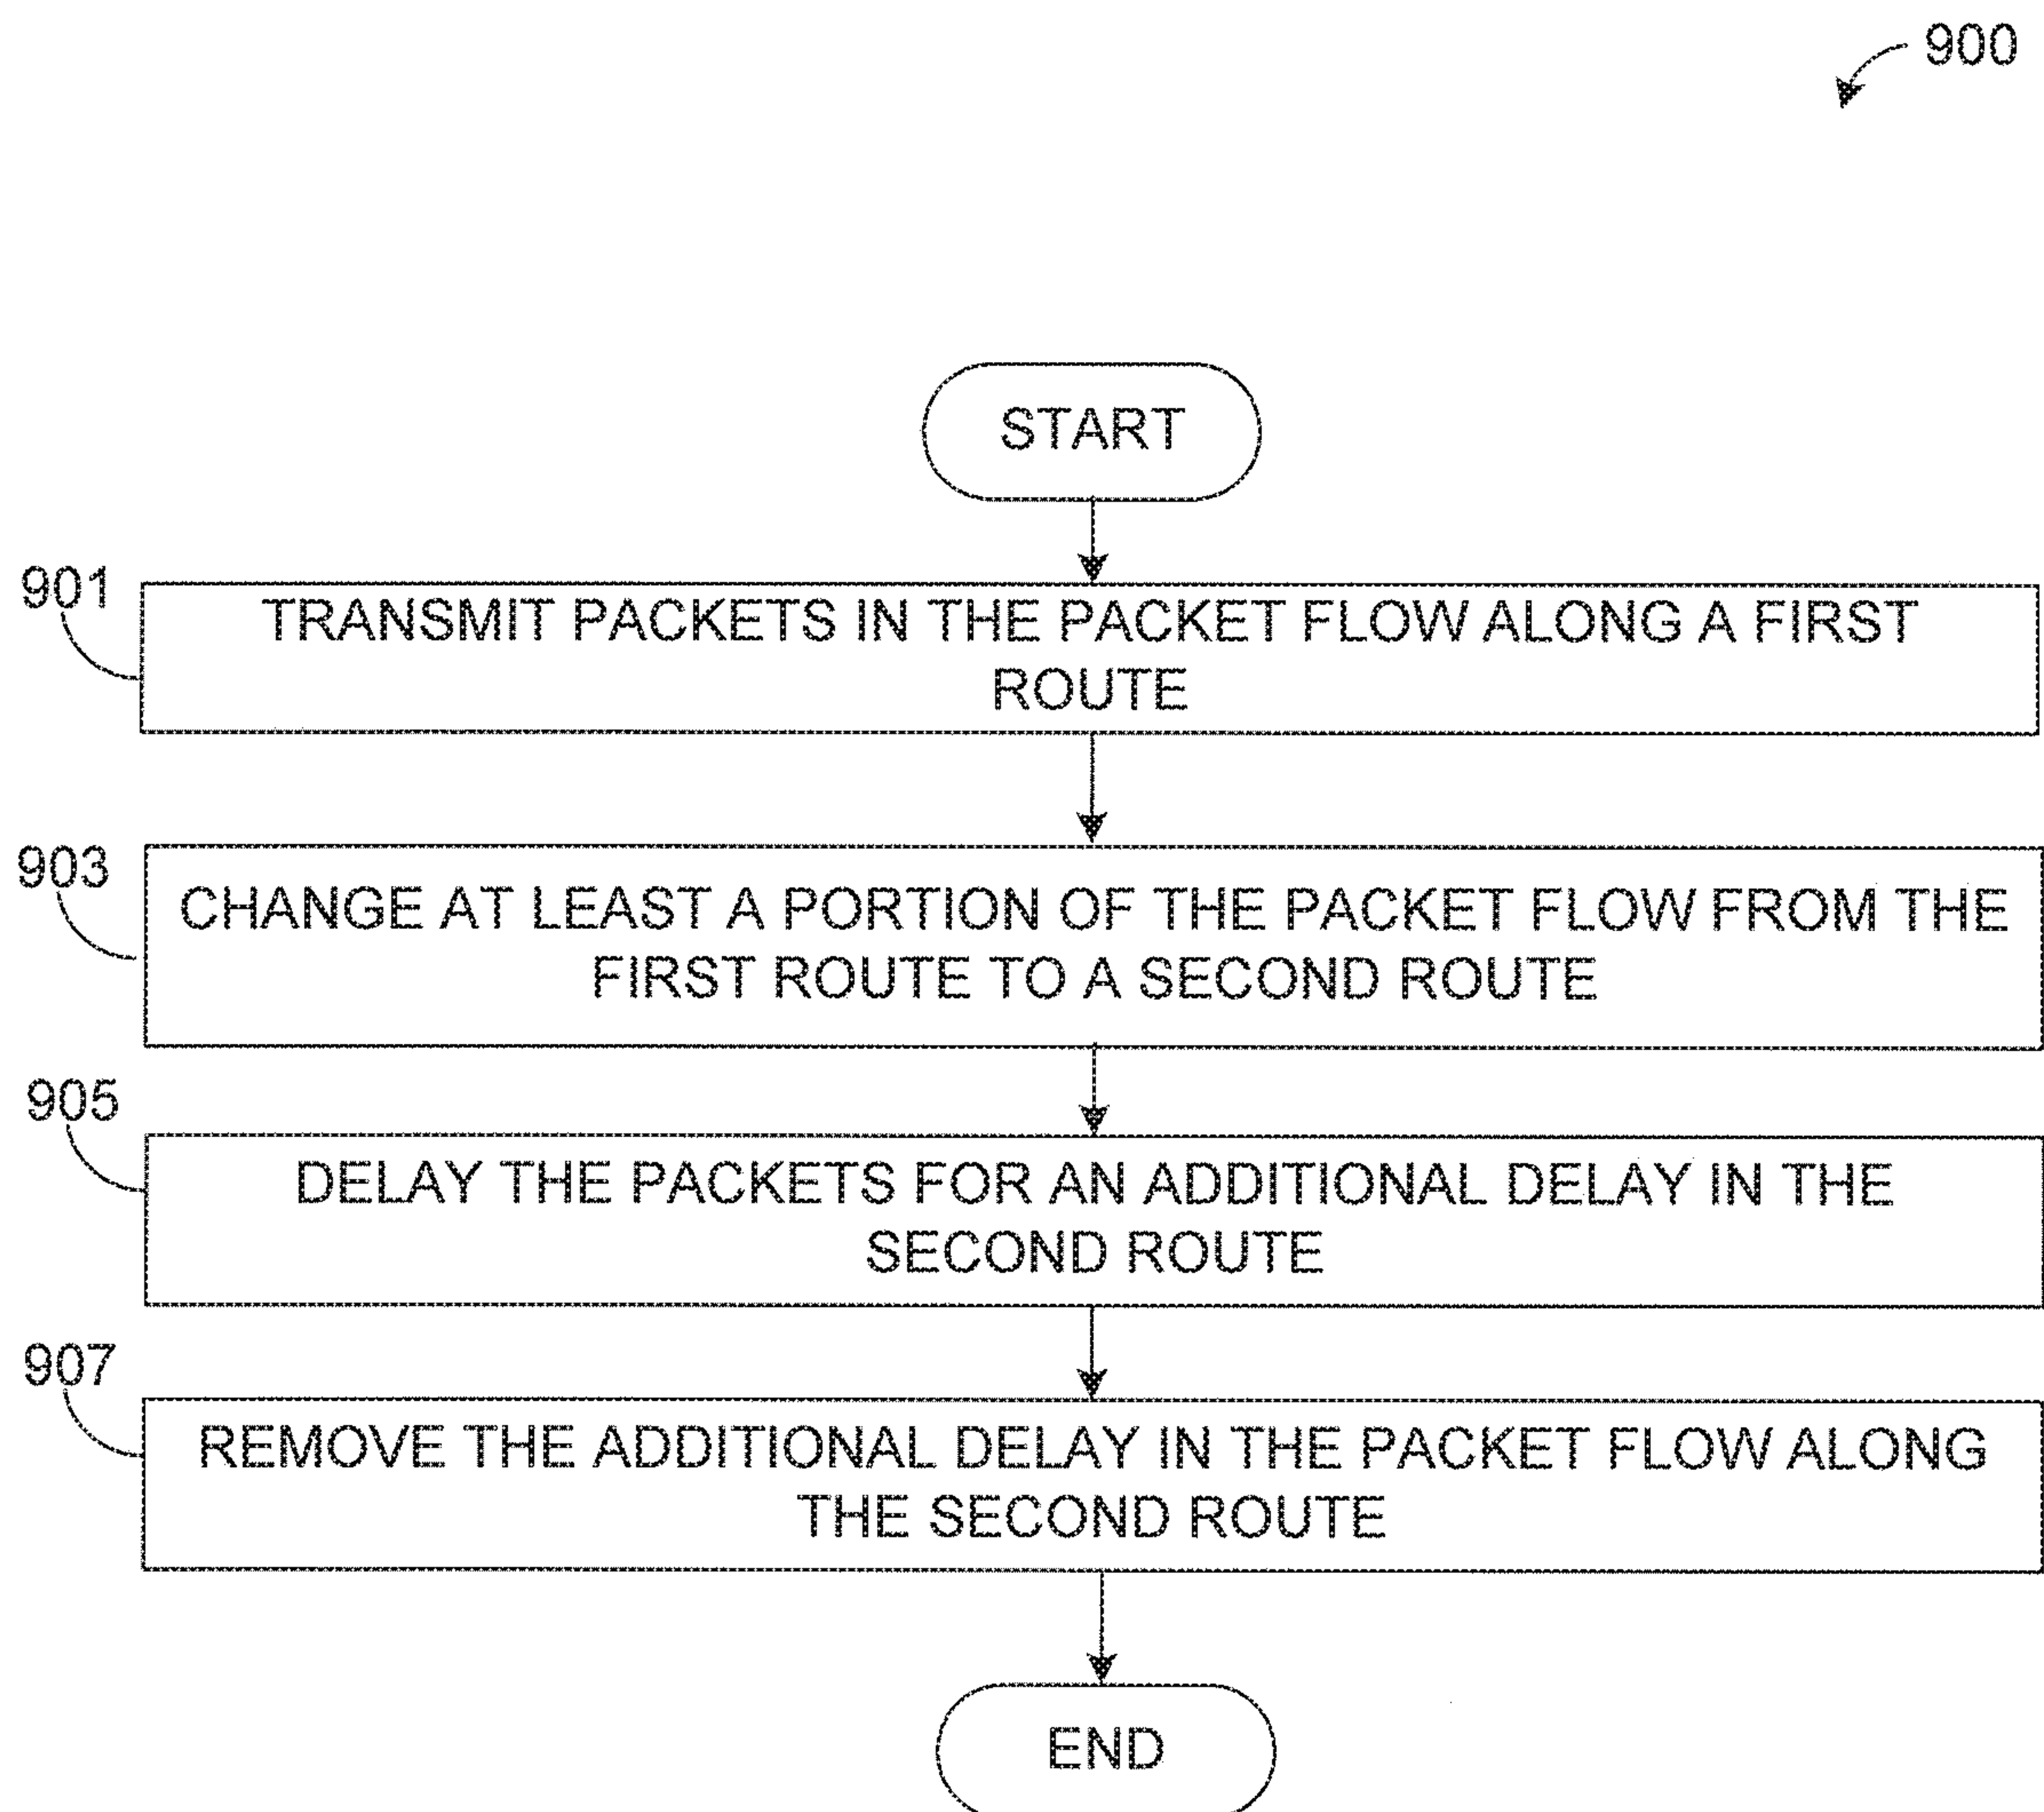 900
START
901
TRANSMIT PACKETS IN THE PACKET FLOW ALONG A FIRST
ROUTE
903
CHANGE AT LEAST A PORTION OF THE PACKET FLOW FROM THE
FIRST ROUTE TO A SECOND ROUTE
905
DELAY THE PACKETS FOR AN ADDITIONAL DELAY IN THE
SECOND ROUTE
907
REMOVE THE ADDITIONAL DELAY IN THE PACKET FLOW ALONG
THE SECOND ROUTE
END